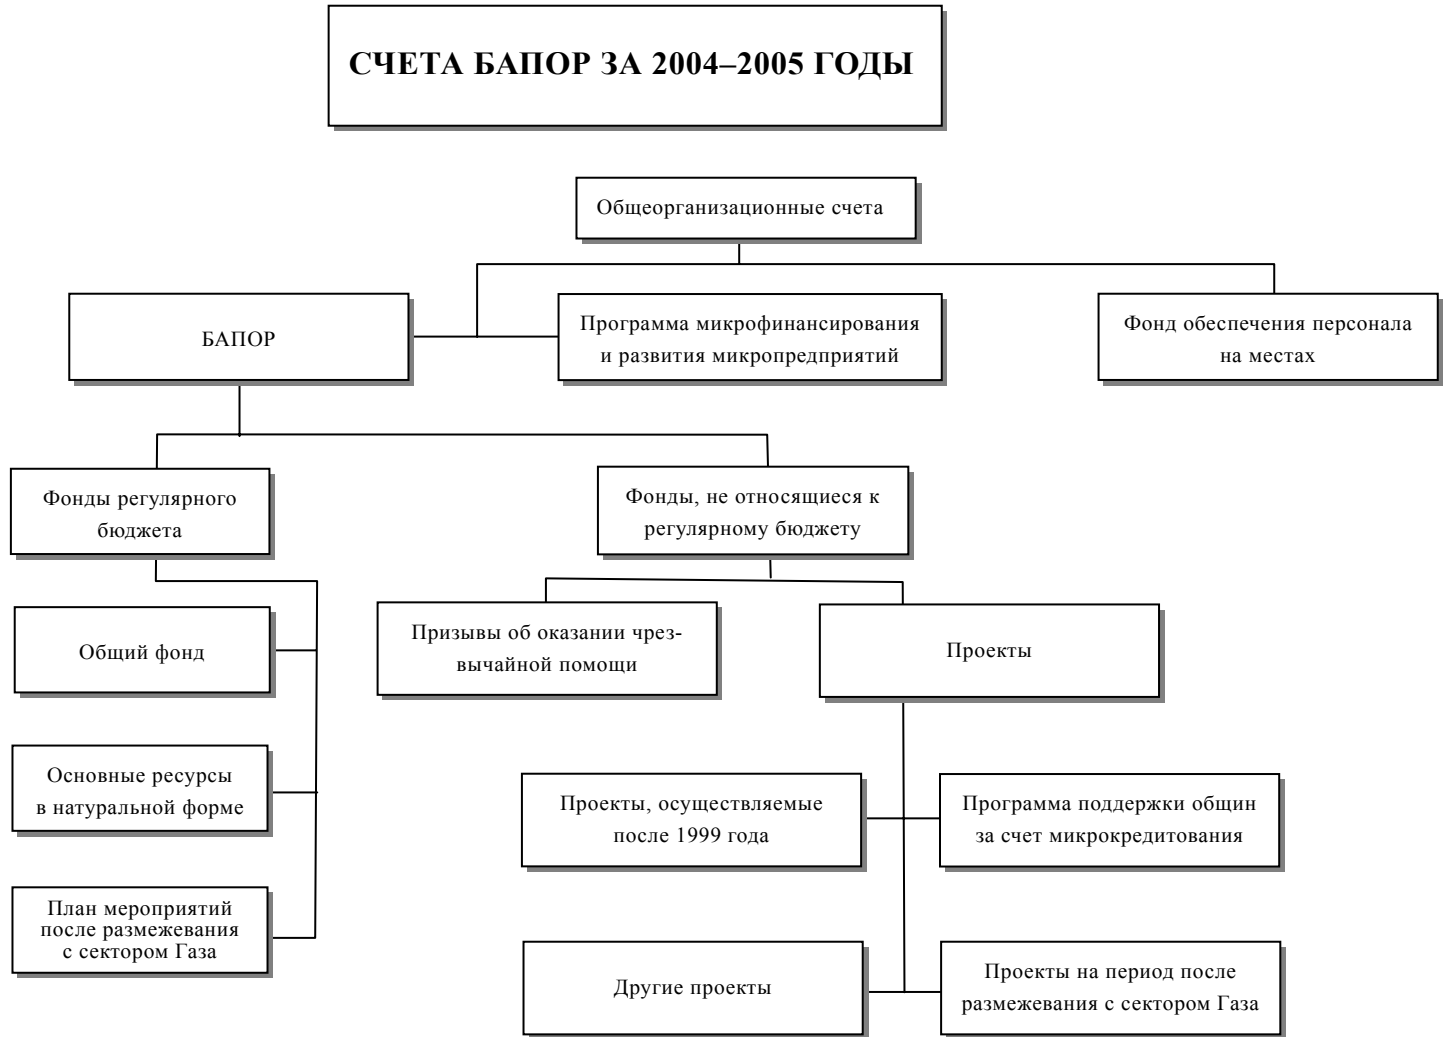 СЧЕТА БАПОР ЗА 2004–2005 ГОДЫ
Общеорганизационные счета
БАПОР
Программа микрофинансирования
и развития микропредприятий
Фонд обеспечения персонала
на местах
Фонды регулярного
бюджета
Фонды, не относящиеся к
регулярному бюджету
Общий фонд
Призывы об оказании чрез-
вычайной помощи
Проекты
Основные ресурсы
в натуральной форме
Проекты, осуществляемые
после 1999 года
Программа поддержки общин
за счет микрокредитования
План мероприятий
после размежевания
с сектором Газа
Другие проекты
Проекты на период после
размежевания с сектором Газа